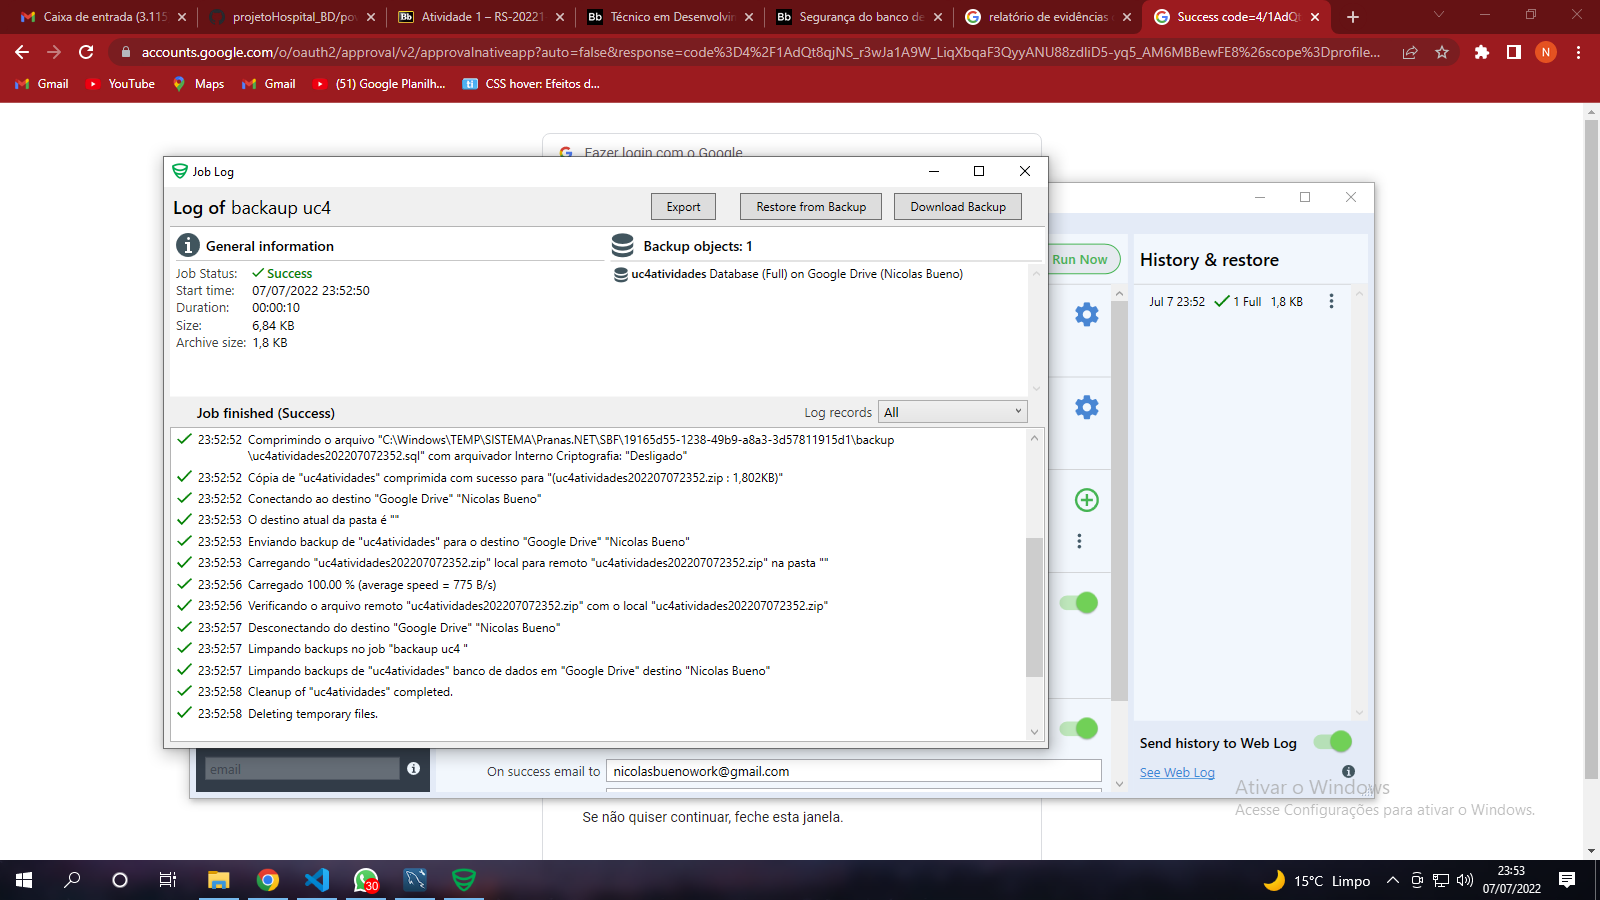 Caixa de entrada (3.115
projetoHospital_BD/pov
Atividade 1 – RS-20221
Técnico em Desenvolvin
Segurança do banco de
relatório de evidências
Success code=4/1AdQt
accounts.google.com/o/oauth2/approval/v2/approvalnativeapp?auto=false&response=code%3D4%2F1AdQt8qjNS_r3wJa1A9W_LiqXbqaF3QyyANU88zdIiD5-yq5_AM6MBBewFE8%26scope%3Dprofile...
N
Gmail
YouTube
Maps
Gmail
(51) Google Planilh...
CSS hover: Efeitos d...
Fazer login com o Google
Job Log
Log of backaup uc4
Export
Restore from Backup
Download Backup
General information
Backup objects: 1
Job Status: Success
uc4atividades Database (Full) on Google Drive (Nicolas Bueno)
Start time: 07/07/2022 23:52:50
Duration: 00:00:10
Size: 6,84 KB
Archive size: 1,8 KB
Job finished (Success)
Log records All
23:52:52 Comprimindo o arquivo "C:\Windows\TEMP\SISTEMA\Pranas.NET\SBF\19165d55-1238-49b9-a8a3-3d57811915d1\backup
\uc4atividades202207072352.sql" com arquivador Interno Criptografia: "Desligado"
23:52:52 Cópia de "uc4atividades" comprimida com sucesso para "(uc4atividades202207072352.zip : 1,802KB)"
23:52:52 Conectando ao destino "Google Drive" "Nicolas Bueno"
23:52:53 O destino atual da pasta é ""
23:52:53 Enviando backup de "uc4atividades" para o destino "Google Drive" "Nicolas Bueno"
23:52:53 Carregando "uc4atividades202207072352.zip" local para remoto "uc4atividades202207072352.zip" na pasta ""
23:52:56 Carregado 100.00 % (average speed = 775 B/s)
23:52:56 Verificando o arquivo remoto "uc4atividades202207072352.zip" com o local "uc4atividades202207072352.zip"
23:52:57 Desconectando do destino "Google Drive" "Nicolas Bueno"
23:52:57 Limpando backups no job "backaup uc4 "
23:52:57 Limpando backups de "uc4atividades" banco de dados em "Google Drive" destino "Nicolas Bueno"
23:52:58 Cleanup of "uc4atividades" completed.
23:52:58 Deleting temporary files.
Run Now
History & restore
Jul 7 23:52 1 Full 1,8 KB
Send history to Web Log
See Web Log
email
On success email to nicolasbuenowork@gmail.com
Ativar o Windows
Acesse Configurações para ativar o Windows.
Se não quiser continuar, feche esta janela.
30
15°C Limpo
23:53
07/07/2022